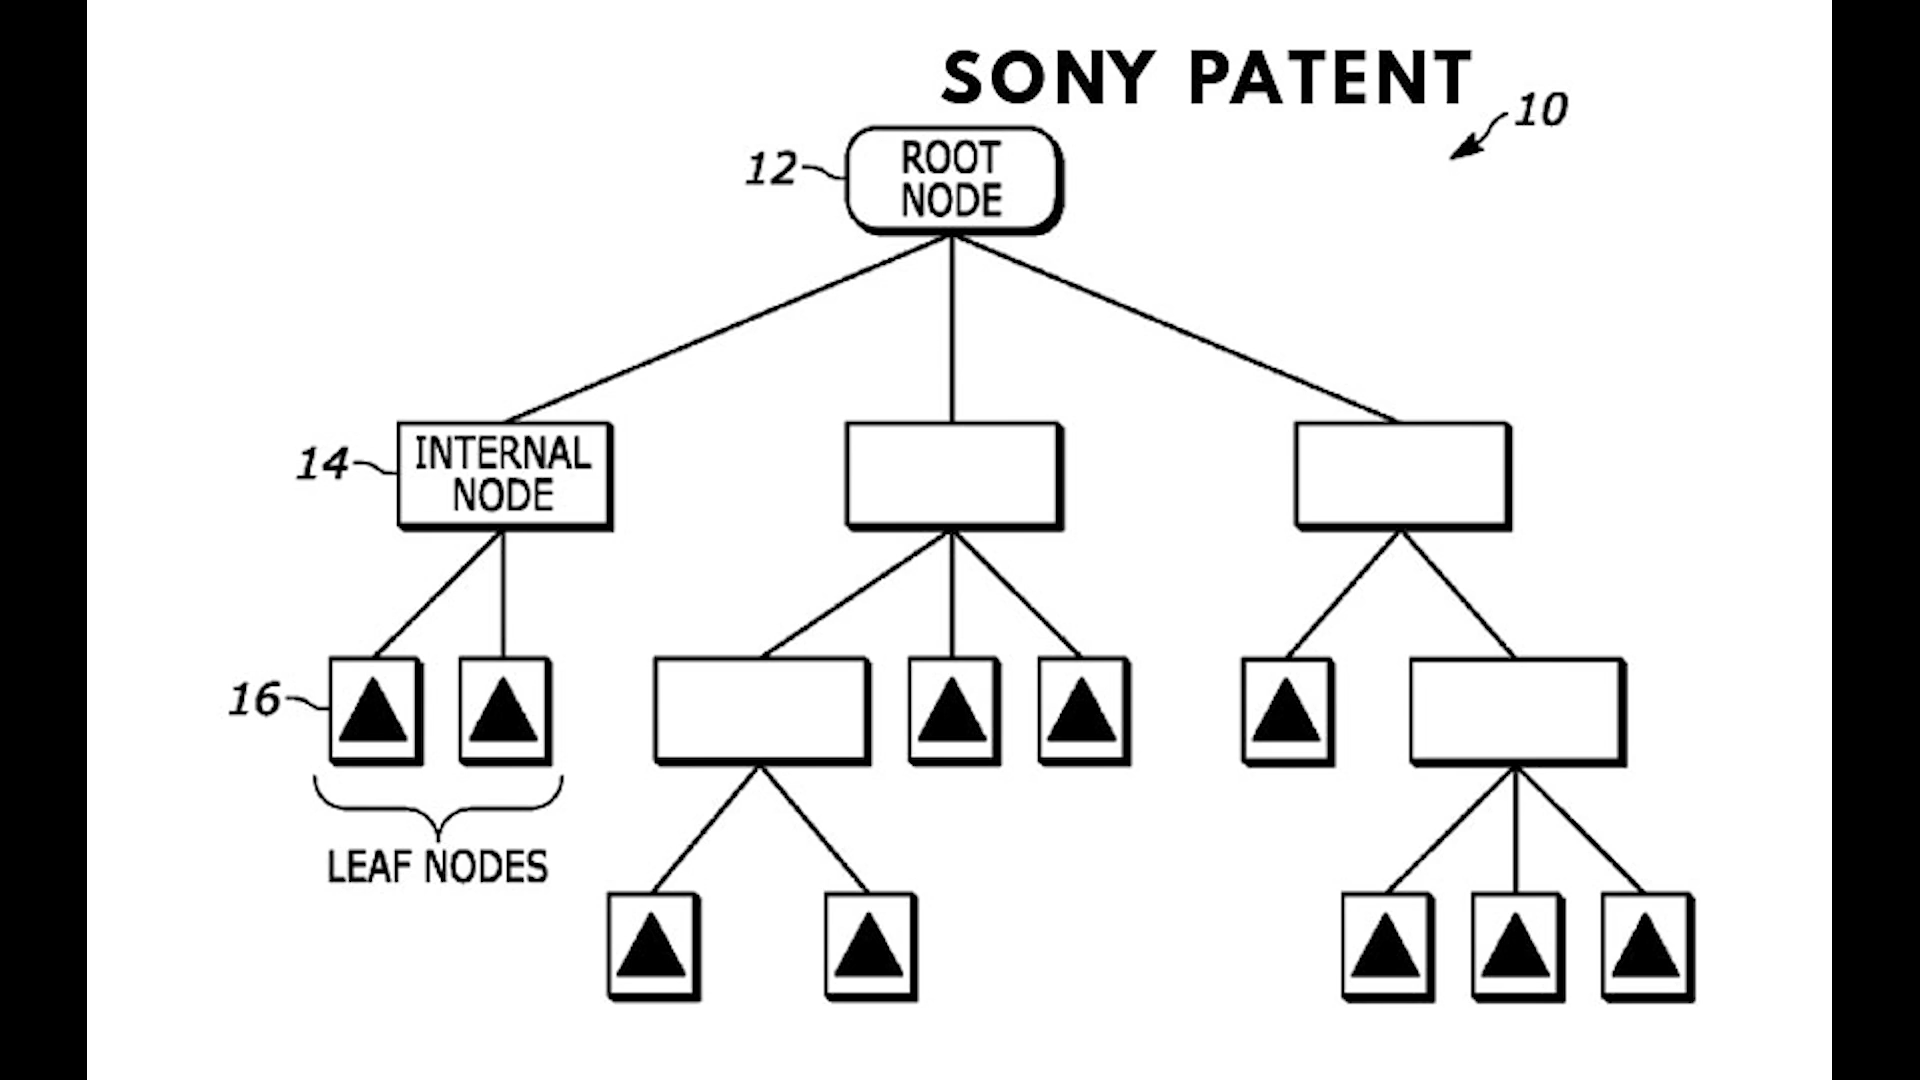 SONY PATENT
10
12
ROOT
NODE
14
INTERNAL
NODE
16
LEAF NODES